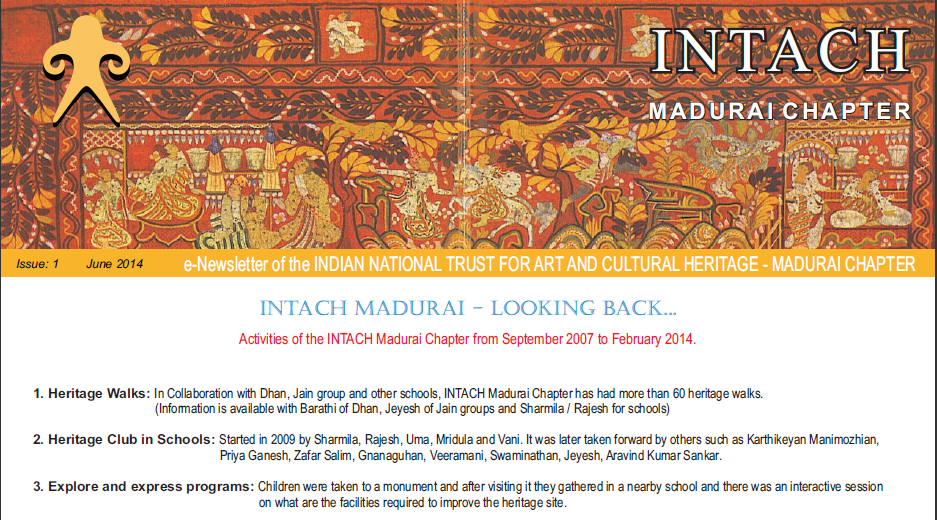 INTACH
MADURAI CHAPTER
Issue: 1 June 2014 e-Newsletter of the INDIAN NATIONAL TRUST FOR ART AND CULTURAL HERITAGE - MADURAI CHAPTER
INTACH MADURAI – LOOKING BACK...
Activities of the INTACH Madurai Chapter from September 2007 to February 2014.
1. Heritage Walks: In Collaboration with Dhan, Jain group and other schools, INTACH Madurai Chapter has had more than 60 heritage walks.
(Information is available with Barathi of Dhan, Jeyesh of Jain groups and Sharmila / Rajesh for schools)
2. Heritage Club in Schools: Started in 2009 by Sharmila, Rajesh, Uma, Mridula and Vani. It was later taken forward by others such as Karthikeyan Manimozhian,
Priya Ganesh, Zafar Salim, Gnanaguhan, Veeramani, Swaminathan, Jeyesh, Aravind Kumar Sankar.
3. Explore and express programs: Children were taken to a monument and after visiting it they gathered in a nearby school and there was an interactive session
on what are the facilities required to improve the heritage site.